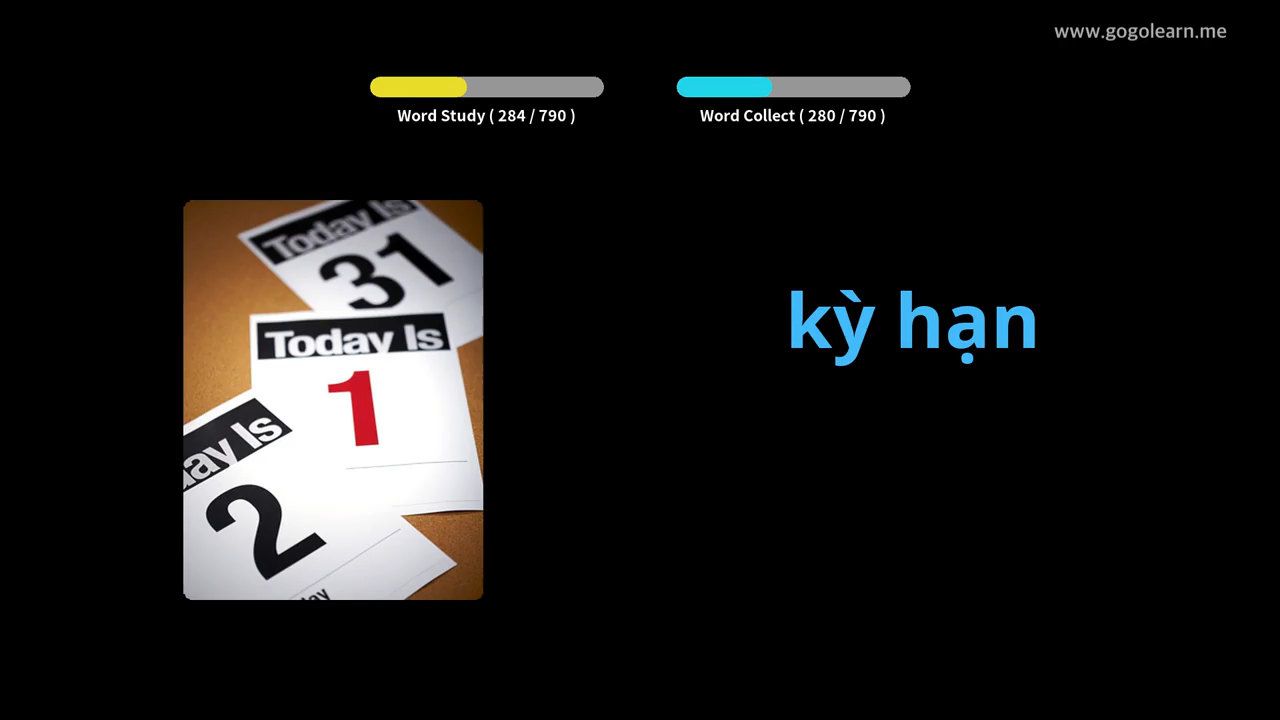 www.gogolearn.me
Word Study ( 284 / 790 )
Word Collect ( 280 / 790 )
Today Is
31
Today Is
1
ay Is
2
ay
kỳ hạn